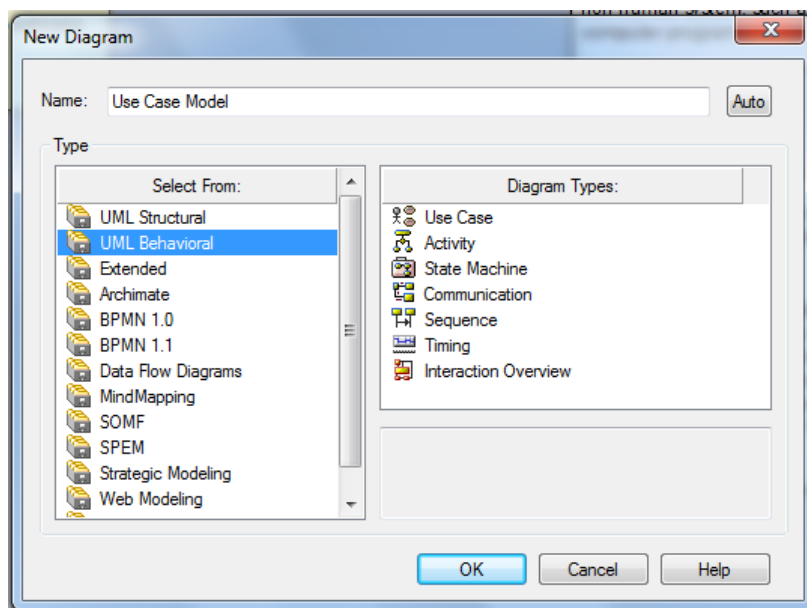 New Diagram
Name: Use Case Model Auto
Type
Select From:
UML Structural
UML Behavioral
Extended
Archimate
BPMN 1.0
BPMN 1.1
Data Flow Diagrams
MindMapping
SOMF
SPEM
Strategic Modeling
Web Modeling
Diagram Types:
Use Case
Activity
State Machine
Communication
Sequence
Timing
Interaction Overview
OK Cancel Help